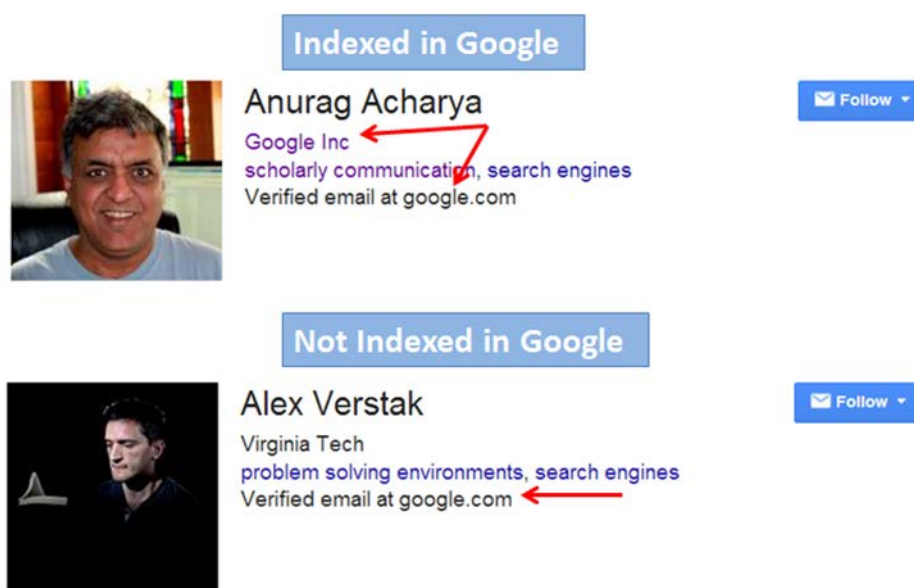 Indexed in Google
Anurag Acharya
Follow
Google Inc
scholarly communication, search engines
Verified email at google.com
Not Indexed in Google
Alex Verstak
Follow
Virginia Tech
problem solving environments, search engines
Verified email at google.com